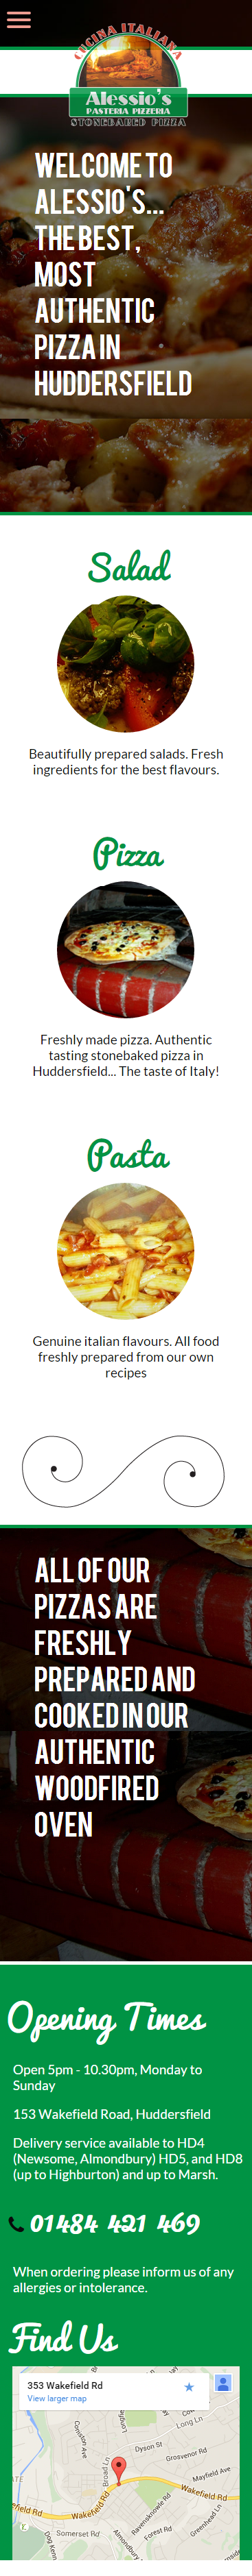 CUCINA ITALIANA
Alessio's
PASTERIA PIZZERIA
STONEBAKED PIZZA
WELCOME TO
ALESSIO'S...
THE BEST,
MOST
AUTHENTIC
PIZZA IN
HUDDERSFIELD
Salad
Beautifully prepared salads. Fresh
ingredients for the best flavours.
Pizza
Freshly made pizza. Authentic
tasting stonebaked pizza in
Huddersfield... The taste of Italy!
Pasta
Genuine italian flavours. All food
freshly prepared from our own
recipes
ALL OF OUR
PIZZAS ARE
FRESHLY
PREPARED AND
COOKED IN OUR
AUTHENTIC
WOODFIRED
OVEN
Opening Times
Open 5pm - 10.30pm, Monday to
Sunday
153 Wakefield Road, Huddersfield
Delivery service available to HD4
(Newsome, Almondbury) HD5, and HD8
(up to Highburton) and up to Marsh.
01484 421 469
When ordering please inform us of any
allergies or intolerance.
Find Us
353 Wakefield Rd
View larger map
Long Ln
Broad Ln
Coniston Ave
Dyson St
Grosvenor Rd
Mayfield Ave
Wakefield Rd
Wakefield Rd
efield Rd
Ravensknowle Rd
Greenhead Ln
Forest Rd
Somerset Rd
Almondbury
Dog Kenn